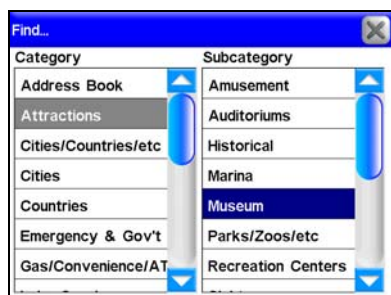 Find...
Category
Subcategory
Address Book
Attractions
Cities/Countries/etc
Cities
Countries
Emergency & Gov't
Gas/Convenience/AT
Amusement
Auditoriums
Historical
Marina
Museum
Parks/Zoos/etc
Recreation Centers